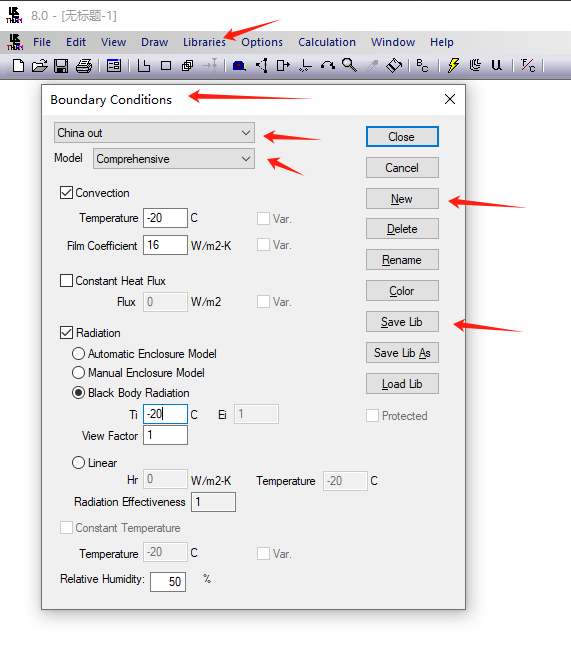 8.0 - [无标题-1]
File Edit View Draw Libraries Options Calculation Window Help
Boundary Conditions
China out
Close
Model Comprehensive
Cancel
Convection
New
Temperature -20 C Var.
Delete
Film Coefficient 16 W/m2-K Var.
Rename
Constant Heat Flux
Color
Flux 0 W/m2 Var.
Save Lib
Radiation
Automatic Enclosure Model
Save Lib As
Manual Enclosure Model
Black Body Radiation
Load Lib
Ti -20 C Ei 1
Protected
View Factor 1
Linear
Hr 0 W/m2-K Temperature -20 C
Radiation Effectiveness 1
Constant Temperature
Temperature -20 C Var.
Relative Humidity: 50 %